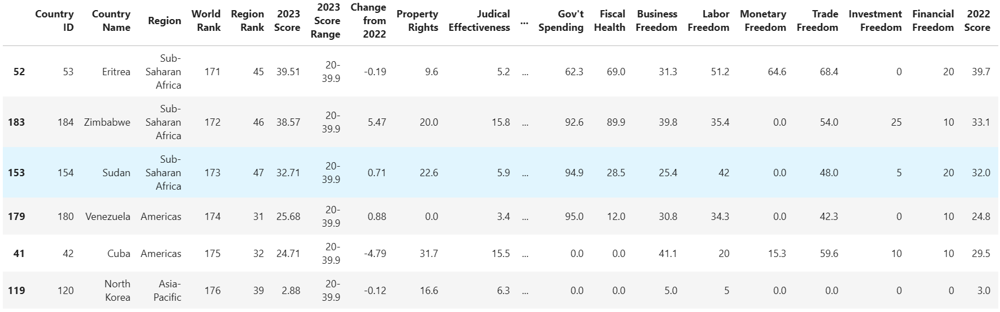 Country ID Country Name Region World Rank Region Rank 2023 Score 2023 Score Range Change from 2022 Property Rights Judical Effectiveness ... Gov't Spending Fiscal Health Business Freedom Labor Freedom Monetary Freedom Trade Freedom Investment Freedom Financial Freedom 2022 Score
52 53 Eritrea Sub-Saharan Africa 171 45 39.51 20-39.9 -0.19 9.6 5.2 ... 62.3 69.0 31.3 51.2 64.6 68.4 0 20 39.7
183 184 Zimbabwe Sub-Saharan Africa 172 46 38.57 20-39.9 5.47 20.0 15.8 ... 92.6 89.9 39.8 35.4 0.0 54.0 25 10 33.1
153 154 Sudan Sub-Saharan Africa 173 47 32.71 20-39.9 0.71 22.6 5.9 ... 94.9 28.5 25.4 42 0.0 48.0 5 20 32.0
179 180 Venezuela Americas 174 31 25.68 20-39.9 0.88 0.0 3.4 ... 95.0 12.0 30.8 34.3 0.0 42.3 0 10 24.8
41 42 Cuba Americas 175 32 24.71 20-39.9 -4.79 31.7 15.5 ... 0.0 0.0 41.1 20 15.3 59.6 10 10 29.5
119 120 North Korea Asia-Pacific 176 39 2.88 20-39.9 -0.12 16.6 6.3 ... 0.0 0.0 5.0 5 0.0 0.0 0 0 3.0